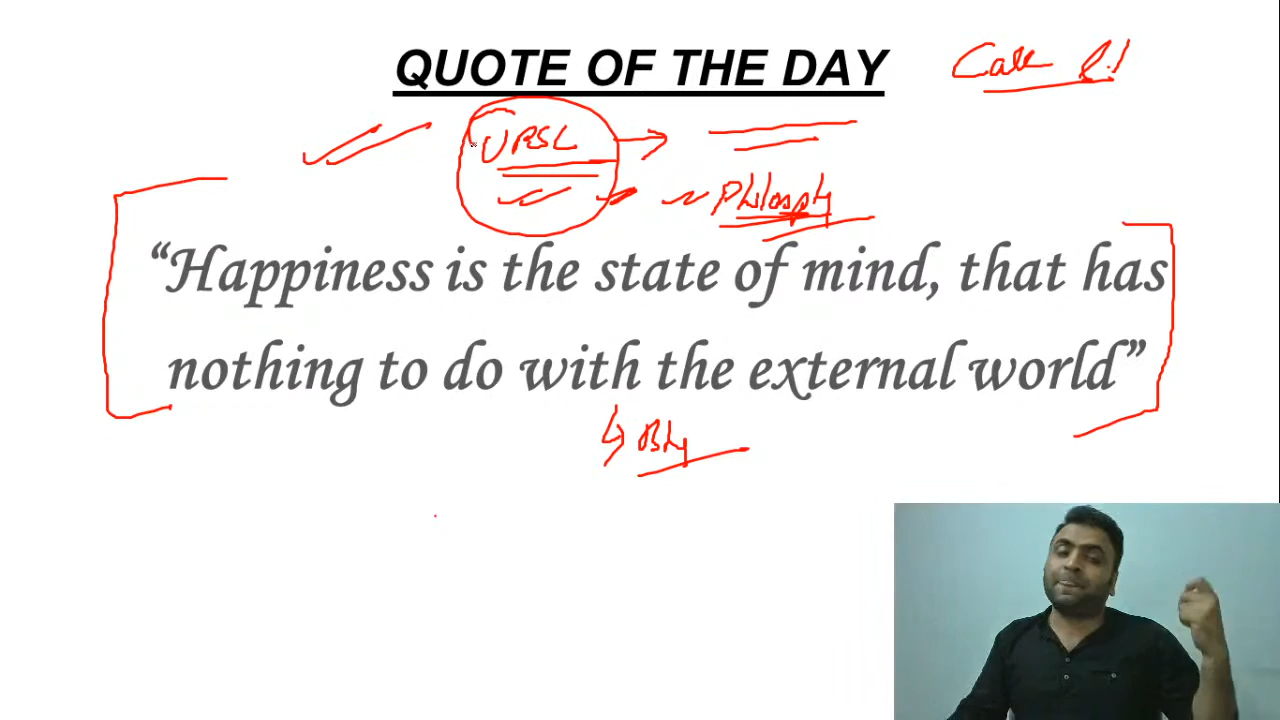 QUOTE OF THE DAY
UPSC
Philosophy
“Happiness is the state of mind, that has
nothing to do with the external world”